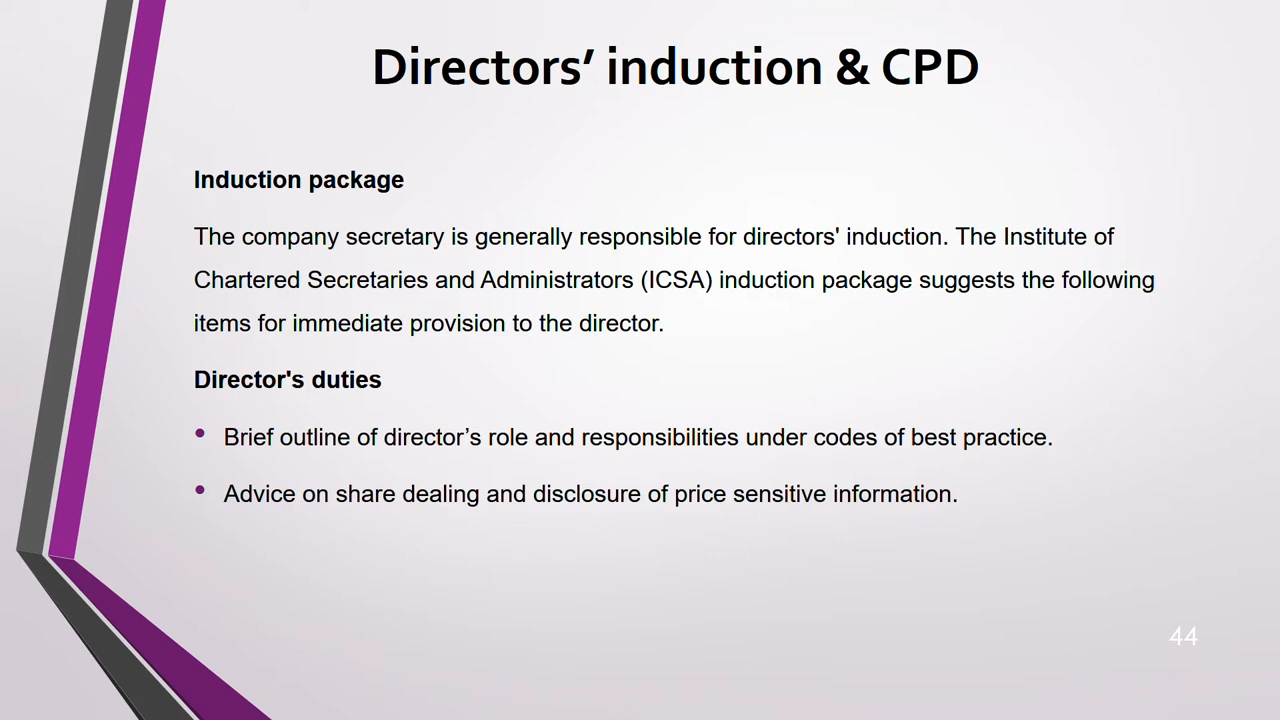 Directors’ induction & CPD
Induction package
The company secretary is generally responsible for directors' induction. The Institute of
Chartered Secretaries and Administrators (ICSA) induction package suggests the following
items for immediate provision to the director.
Director's duties
• Brief outline of director’s role and responsibilities under codes of best practice.
• Advice on share dealing and disclosure of price sensitive information.
44